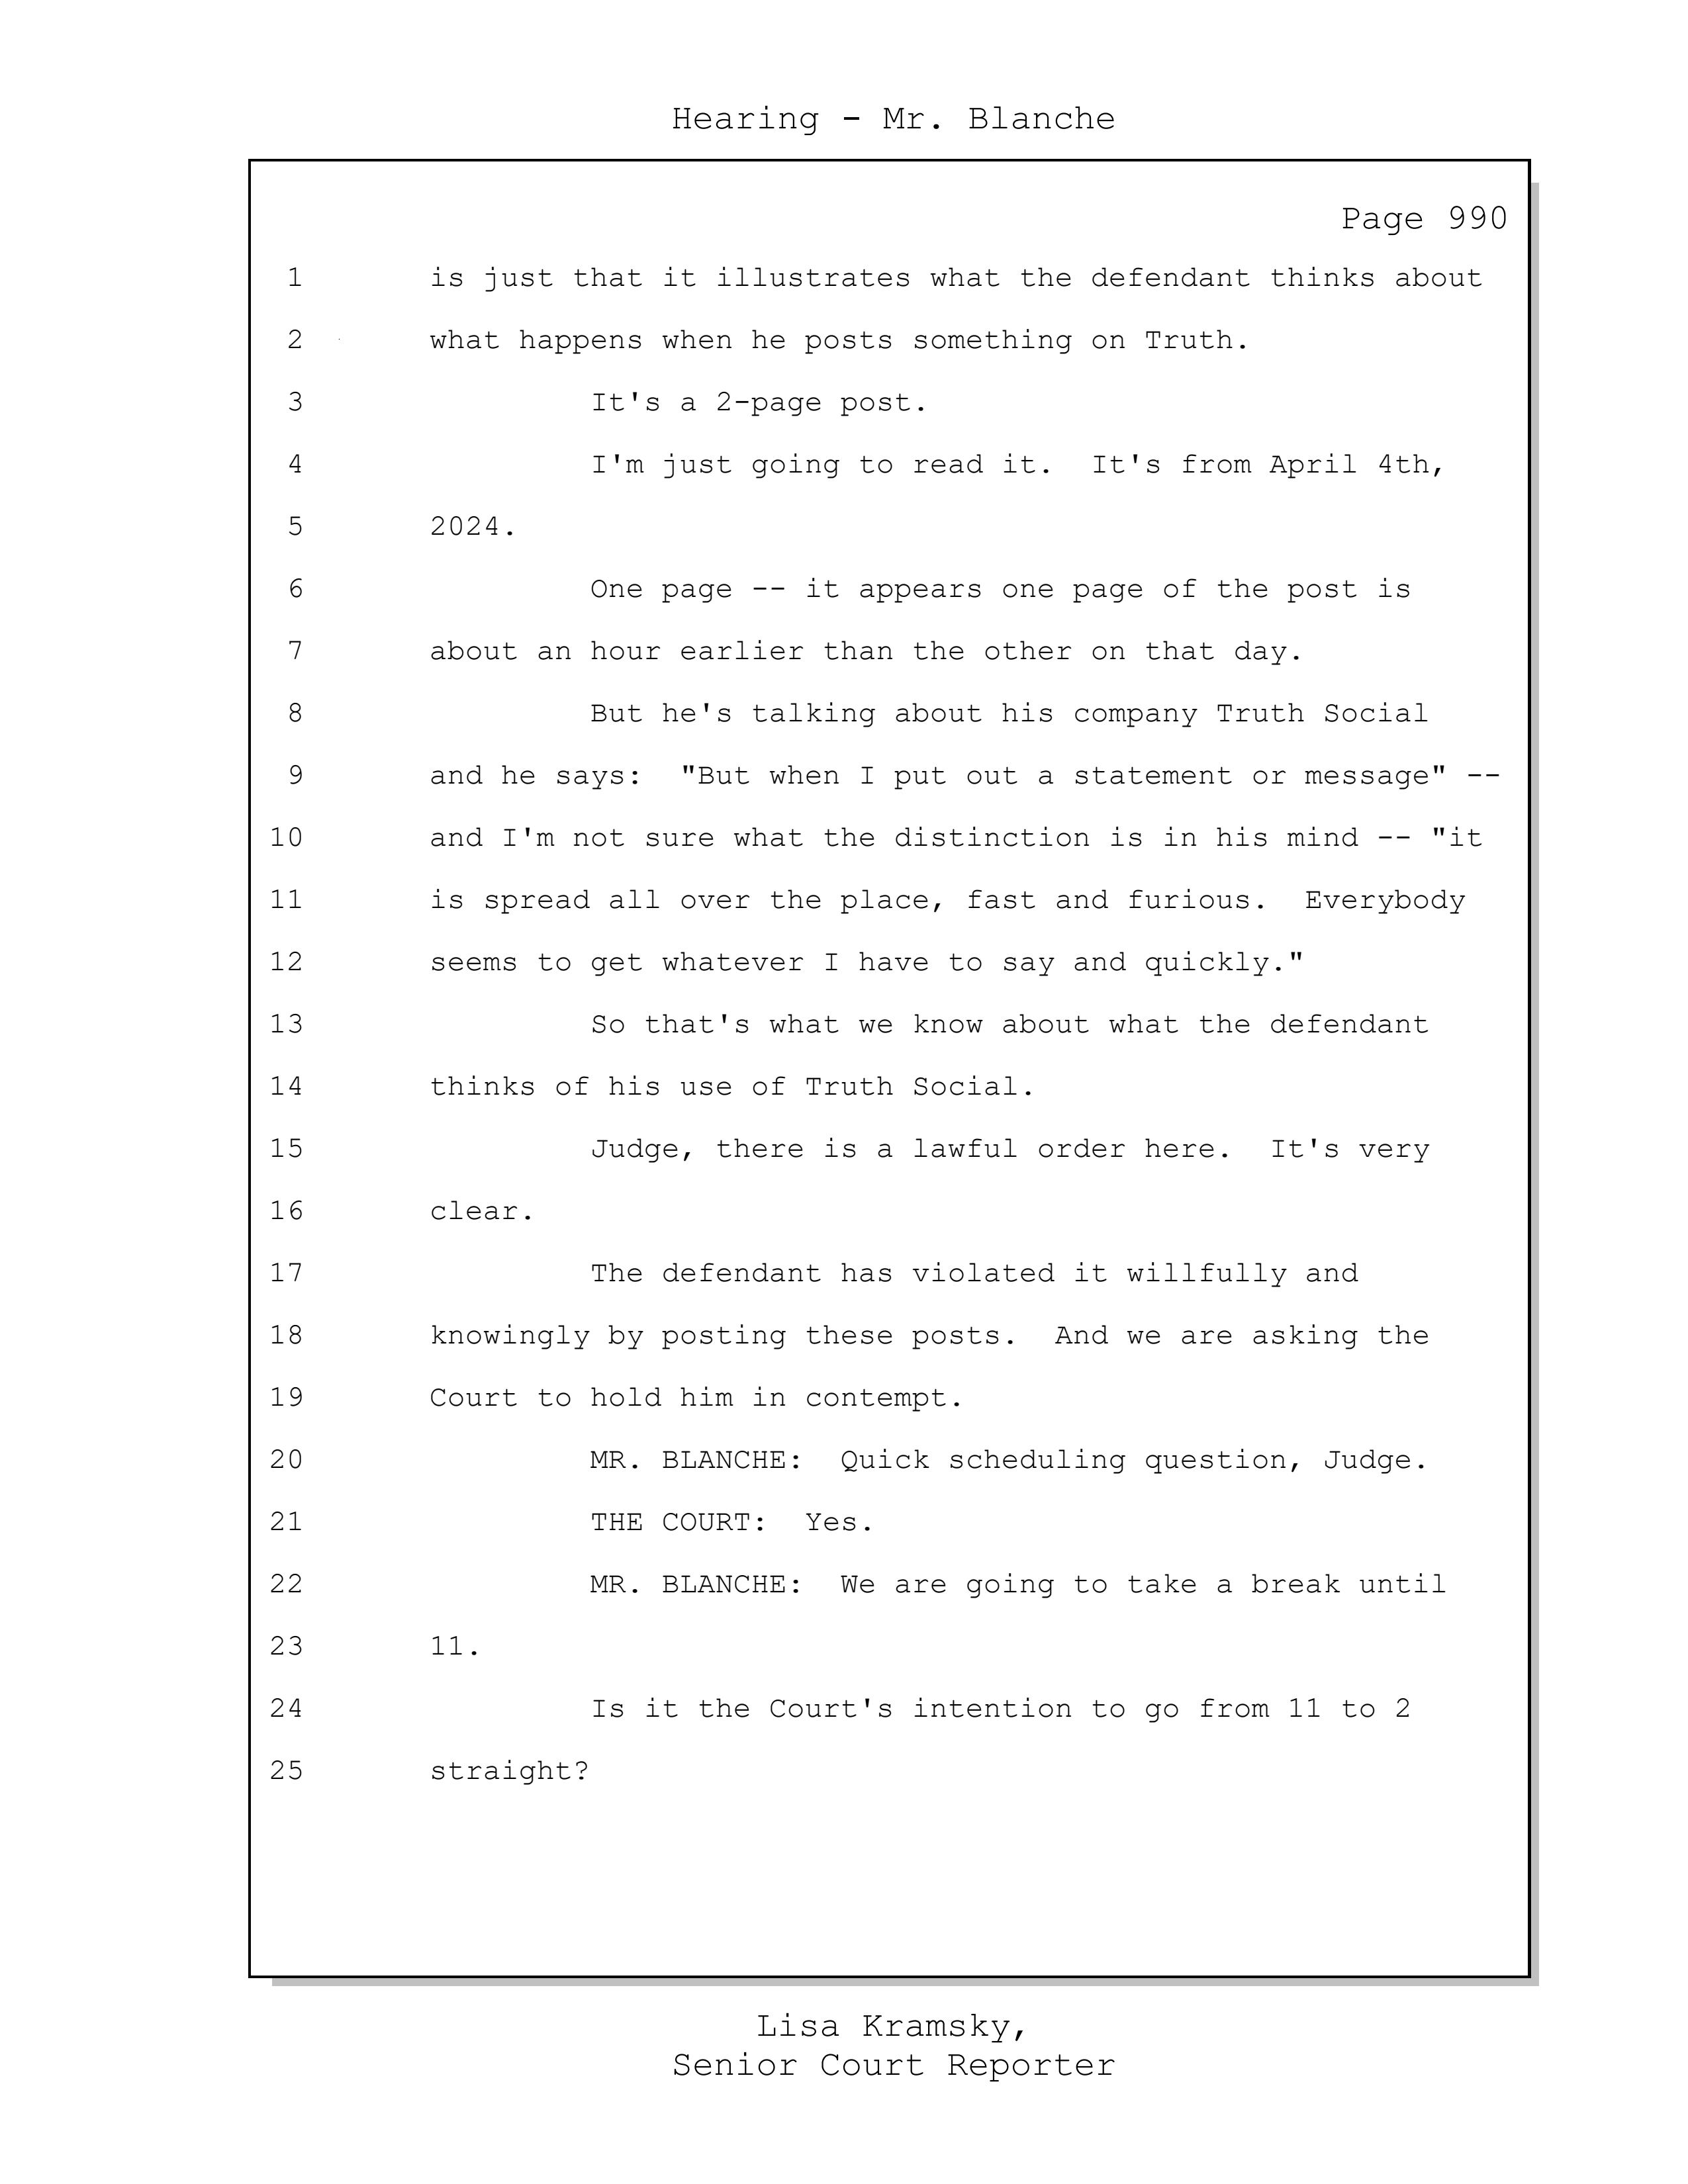 Hearing - Mr. Blanche
Page 990
1 is just that it illustrates what the defendant thinks about
2 what happens when he posts something on Truth.
3 It's a 2-page post.
4 I'm just going to read it.  It's from April 4th,
5 2024.
6 One page -- it appears one page of the post is
7 about an hour earlier than the other on that day.
8 But he's talking about his company Truth Social
9 and he says:  "But when I put out a statement or message" --
10 and I'm not sure what the distinction is in his mind -- "it
11 is spread all over the place, fast and furious.  Everybody
12 seems to get whatever I have to say and quickly."
13 So that's what we know about what the defendant
14 thinks of his use of Truth Social.
15 Judge, there is a lawful order here.  It's very
16 clear.
17 The defendant has violated it willfully and
18 knowingly by posting these posts.  And we are asking the
19 Court to hold him in contempt.
20 MR. BLANCHE:  Quick scheduling question, Judge.
21 THE COURT:  Yes.
22 MR. BLANCHE:  We are going to take a break until
23 11.
24 Is it the Court's intention to go from 11 to 2
25 straight?
Lisa Kramsky,
Senior Court Reporter